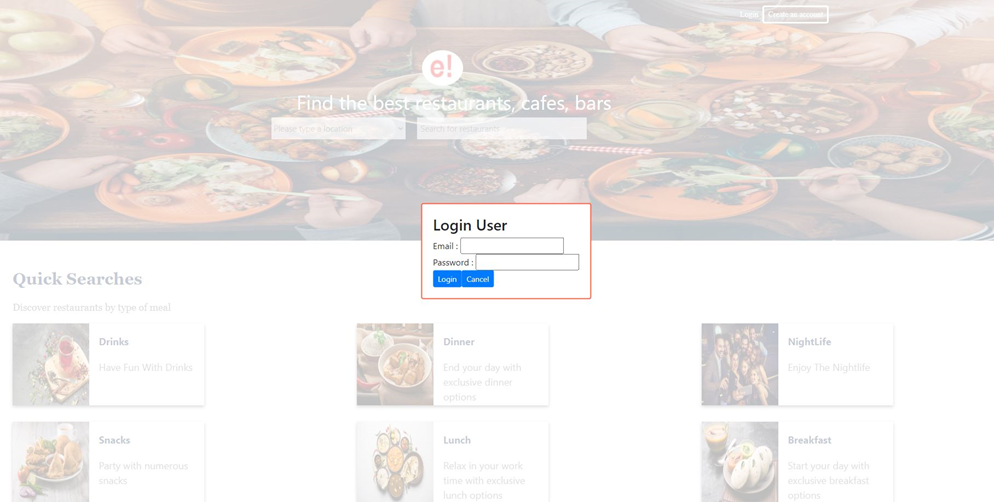 Login
Create an account
e!
Find the best restaurants, cafes, bars
Please type a location
Search for restaurants
Login User
Email :
Password :
Login
Cancel
Quick Searches
Discover restaurants by type of meal
Drinks
Have Fun With Drinks
Dinner
End your day with
exclusive dinner
options
NightLife
Enjoy The Nightlife
Snacks
Party with numerous
snacks
Lunch
Relax in your work
time with exclusive
lunch options
Breakfast
Start your day with
exclusive breakfast
options